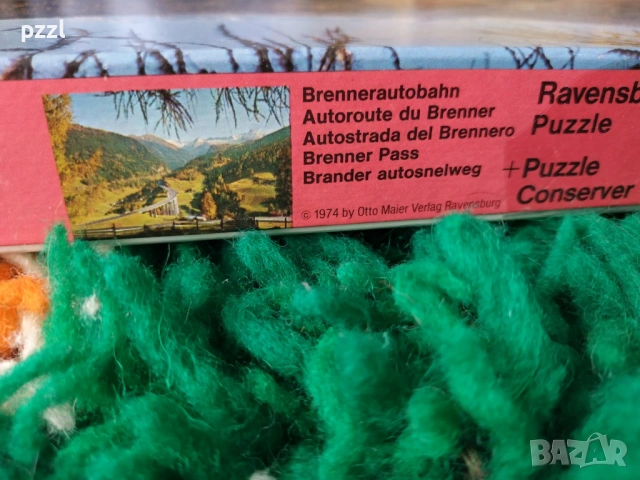 pzzl
Brennerautobahn
Autoroute du Brenner
Autostrada del Brennero
Brenner Pass
Brander autosnelweg
© 1974 by Otto Maier Verlag Ravensburg
Ravensb
Puzzle
+Puzzle
Conserver
BAZAR